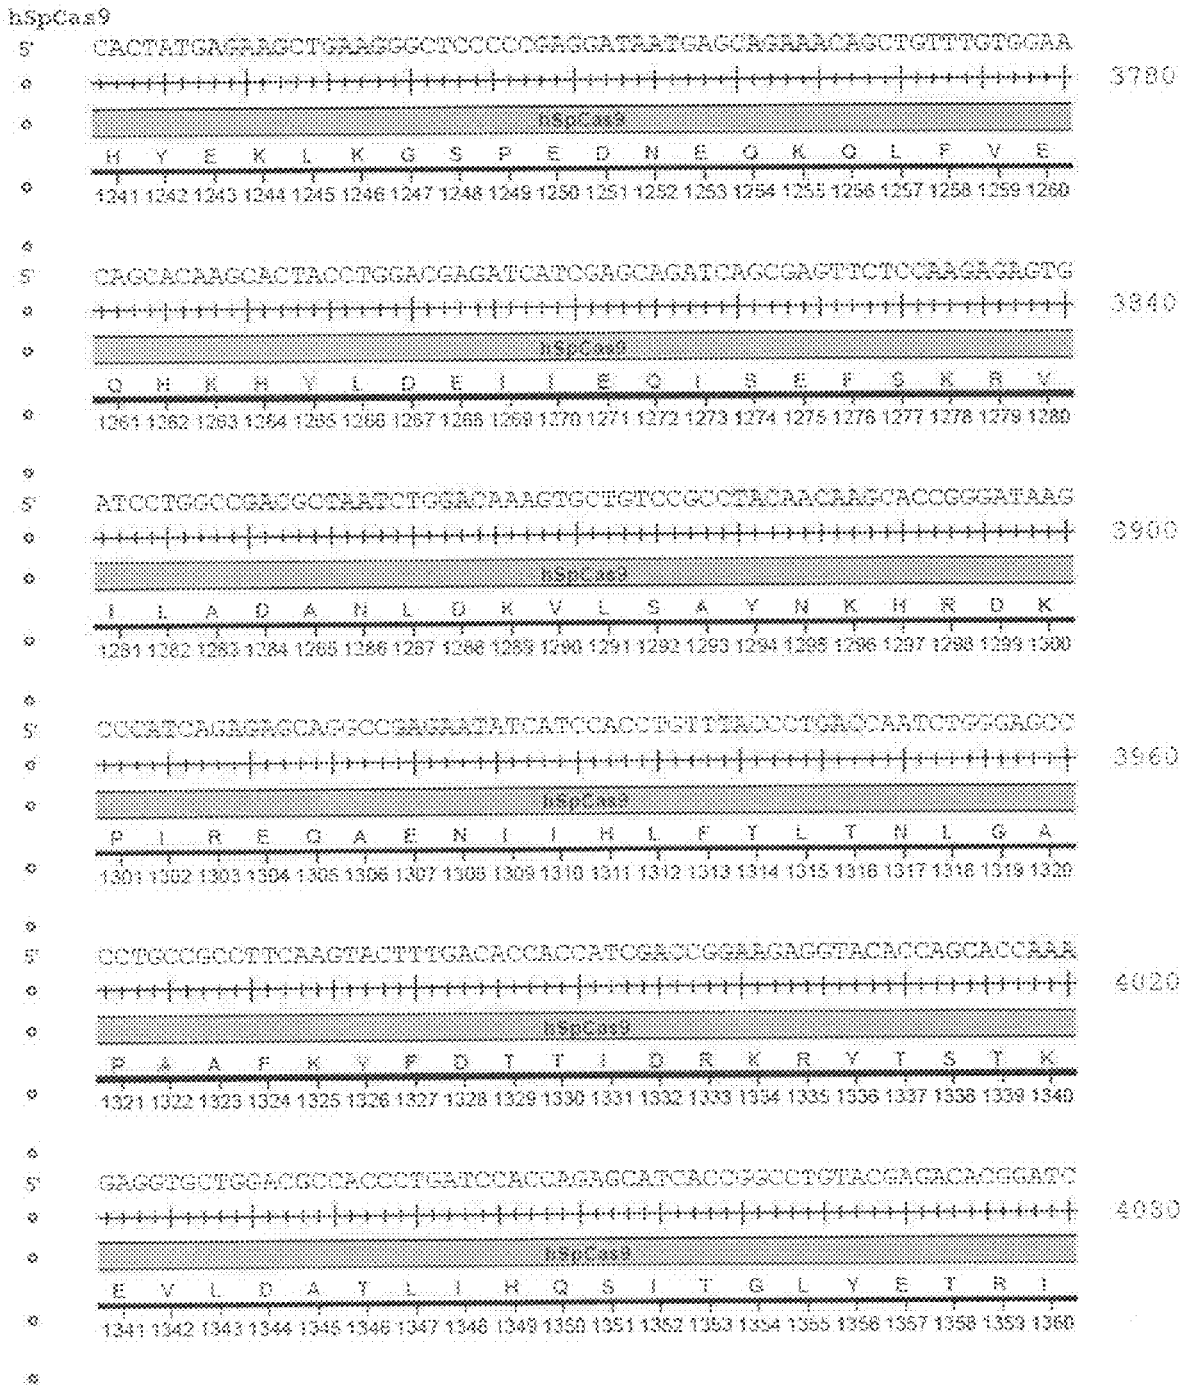 hSpCas9
5' CACTATGAGAAGCTGAAGGGCTCCCCCGAGGATAATGAGCAGAAACAGCTGTTTGTGGAA
3780
hSpCas9
H Y E K L K G S P E D N E Q K Q L F V E
1241 1242 1243 1244 1245 1246 1247 1248 1249 1250 1251 1252 1253 1254 1255 1256 1257 1258 1259 1260
5' CAGCACAAGCACTACCTGGACGAGATCATCGAGCAGATCAGCGAGTTCTCCAAGAGAGTG
3840
hSpCas9
Q H K H Y L D E I I E Q I S E F S K R V
1261 1262 1263 1264 1265 1266 1267 1268 1269 1270 1271 1272 1273 1274 1275 1276 1277 1278 1279 1280
5' ATCCTGGCCGACGCTAATCTGGACAAAGTGCTGTCCGCCTACAACAAGCACCGGGATAAG
3900
hSpCas9
I L A D A N L D K V L S A Y N K H R D K
1281 1282 1283 1284 1285 1286 1287 1288 1289 1290 1291 1292 1293 1294 1295 1296 1297 1298 1299 1300
5' CCCATCAGAGAGCAGGCCGAGAATATCATCCACCTGTTTACCCTGACCAATCTGGGAGCC
3960
hSpCas9
P I R E Q A E N I I H L F T L T N L G A
1301 1302 1303 1304 1305 1306 1307 1308 1309 1310 1311 1312 1313 1314 1315 1316 1317 1318 1319 1320
5' CCTGCCGCCTTCAAGTACTTTGACACCACCATCGACCGGAAGAGGTACACCAGCACCAAA
4020
hSpCas9
P A A F K Y F D T T I D R K R Y T S T K
1321 1322 1323 1324 1325 1326 1327 1328 1329 1330 1331 1332 1333 1334 1335 1336 1337 1338 1339 1340
5' GAGGTGCTGGACGCCACCCTGATCCACCAGAGCATCACCGGCCTGTACGAGACACGGATC
4080
hSpCas9
E V L D A T L I H Q S I T G L Y E T R I
1341 1342 1343 1344 1345 1346 1347 1348 1349 1350 1351 1352 1353 1354 1355 1356 1357 1358 1359 1360